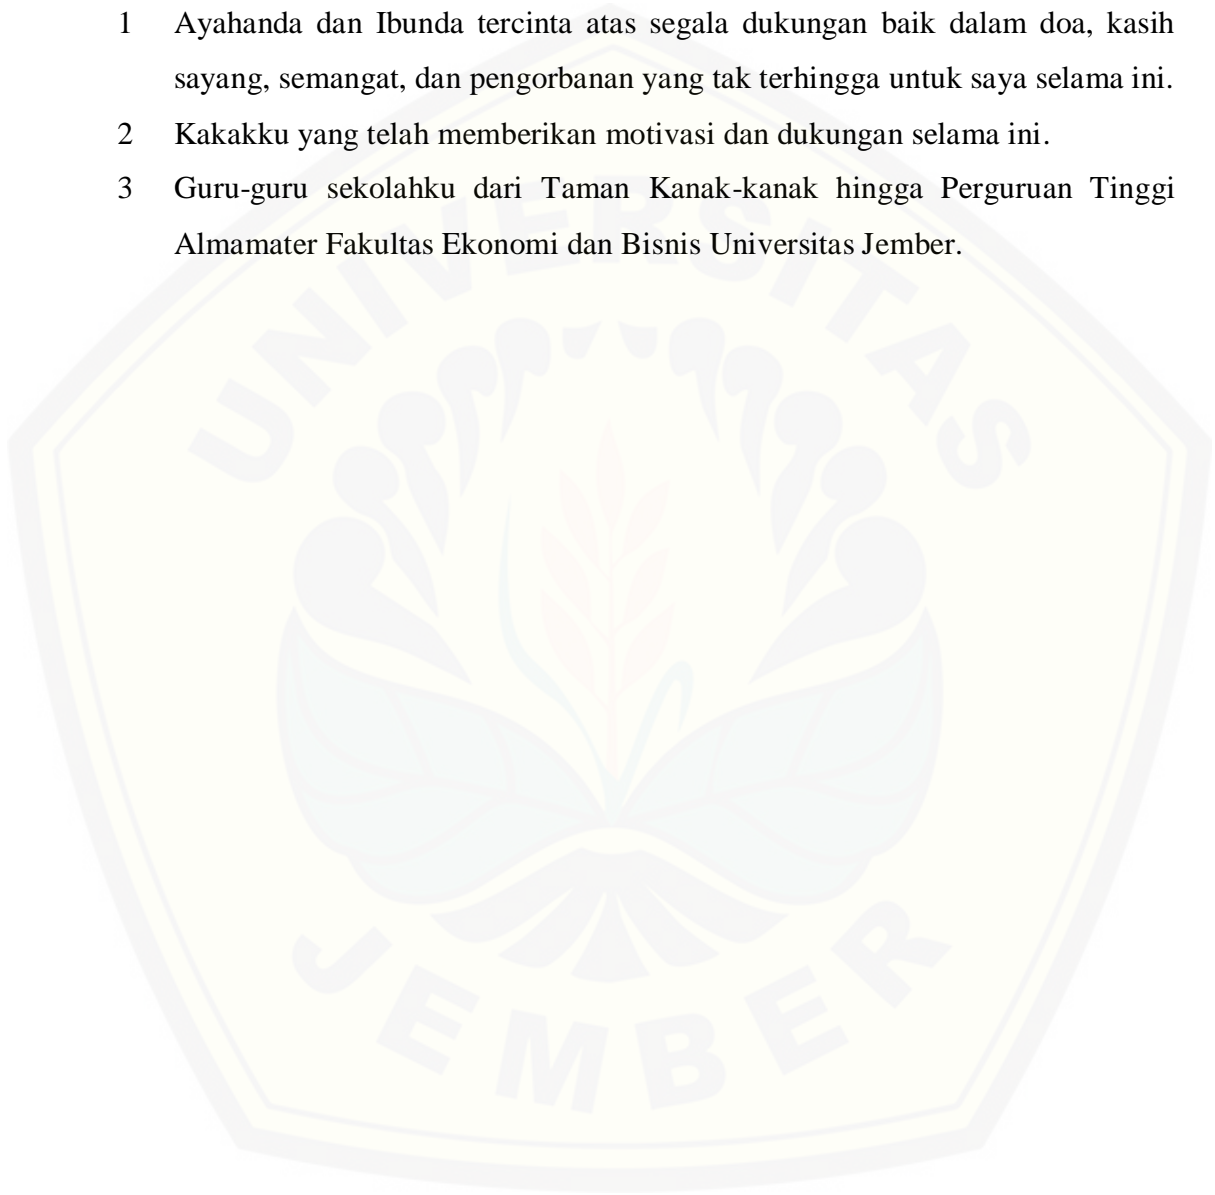 1 Ayahanda dan Ibunda tercinta atas segala dukungan baik dalam doa, kasih
sayang, semangat, dan pengorbanan yang tak terhingga untuk saya selama ini.
2 Kakakku yang telah memberikan motivasi dan dukungan selama ini.
3 Guru-guru sekolahku dari Taman Kanak-kanak hingga Perguruan Tinggi
Almamater Fakultas Ekonomi dan Bisnis Universitas Jember.
UNIVERSITAS
JEMBER